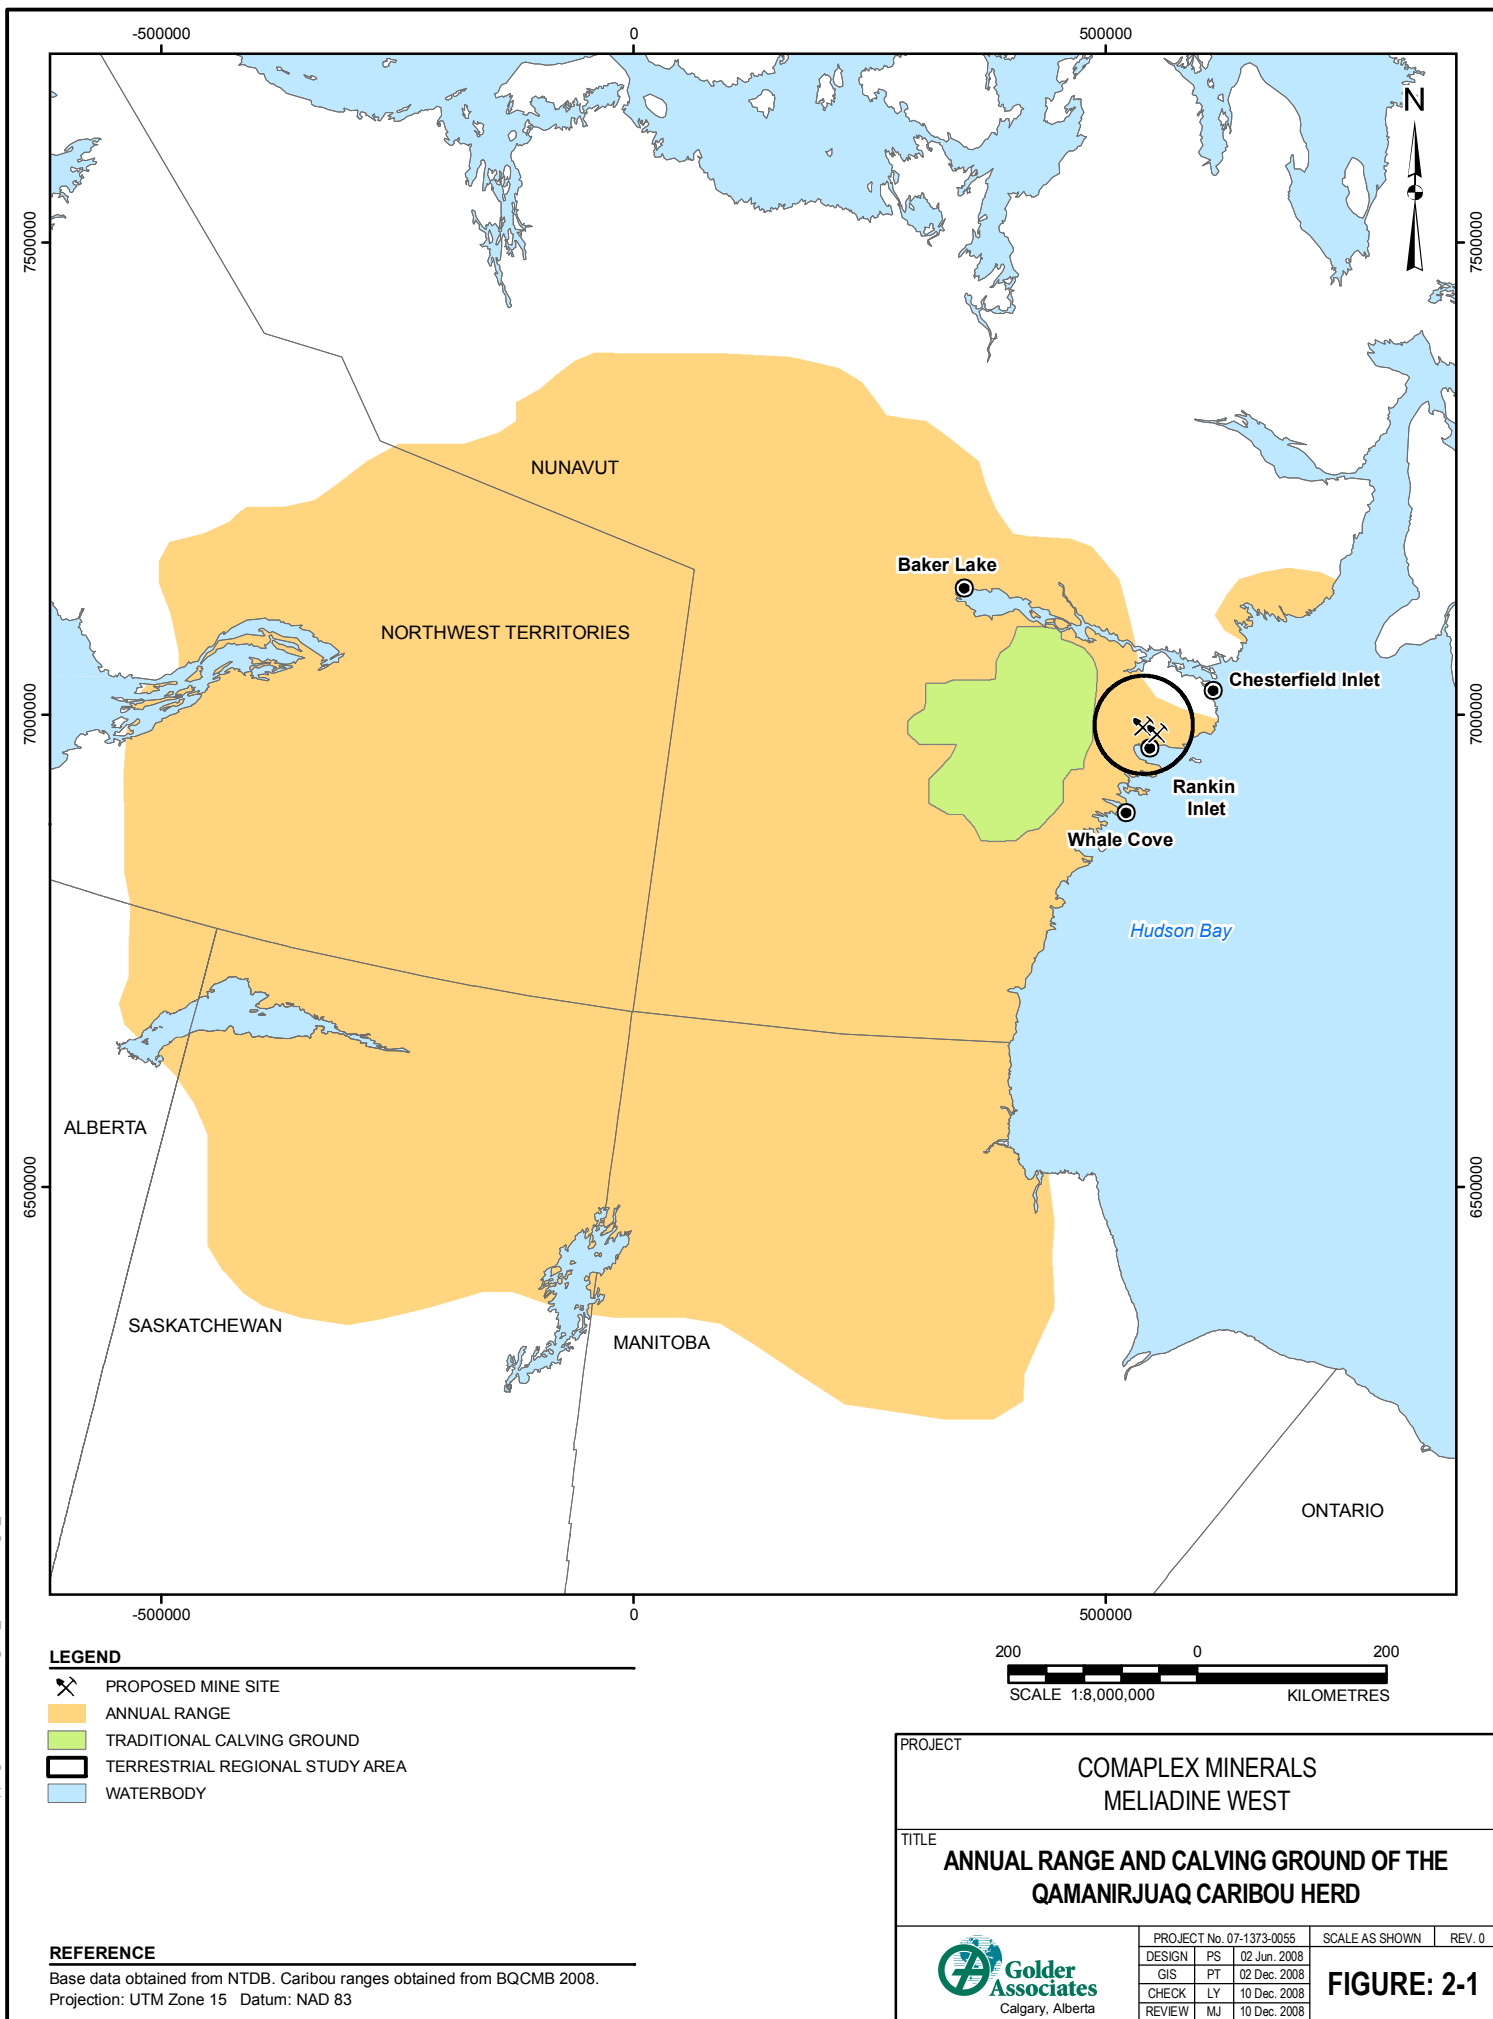 -500000
0
500000
N
7500000
7500000
NUNAVUT
Baker Lake
NORTHWEST TERRITORIES
Chesterfield Inlet
7000000
7000000
Rankin
Inlet
Whale Cove
Hudson Bay
ALBERTA
6500000
6500000
SASKATCHEWAN
MANITOBA
ONTARIO
-500000
0
500000
LEGEND
PROPOSED MINE SITE
ANNUAL RANGE
TRADITIONAL CALVING GROUND
TERRESTRIAL REGIONAL STUDY AREA
WATERBODY
200 0 200
SCALE 1:8,000,000 KILOMETRES
PROJECT
COMAPLEX MINERALS
MELIADINE WEST
TITLE
ANNUAL RANGE AND CALVING GROUND OF THE
QAMANIRJUAQ CARIBOU HERD
REFERENCE
Base data obtained from NTDB. Caribou ranges obtained from BQCMB 2008.
Projection: UTM Zone 15 Datum: NAD 83
Golder
Associates
Calgary, Alberta
PROJECT No. 07-1373-0055 SCALE AS SHOWN REV. 0
DESIGN PS 02 Jun. 2008
GIS PT 02 Dec. 2008
CHECK LY 10 Dec. 2008
REVIEW MJ 10 Dec. 2008
FIGURE: 2-1